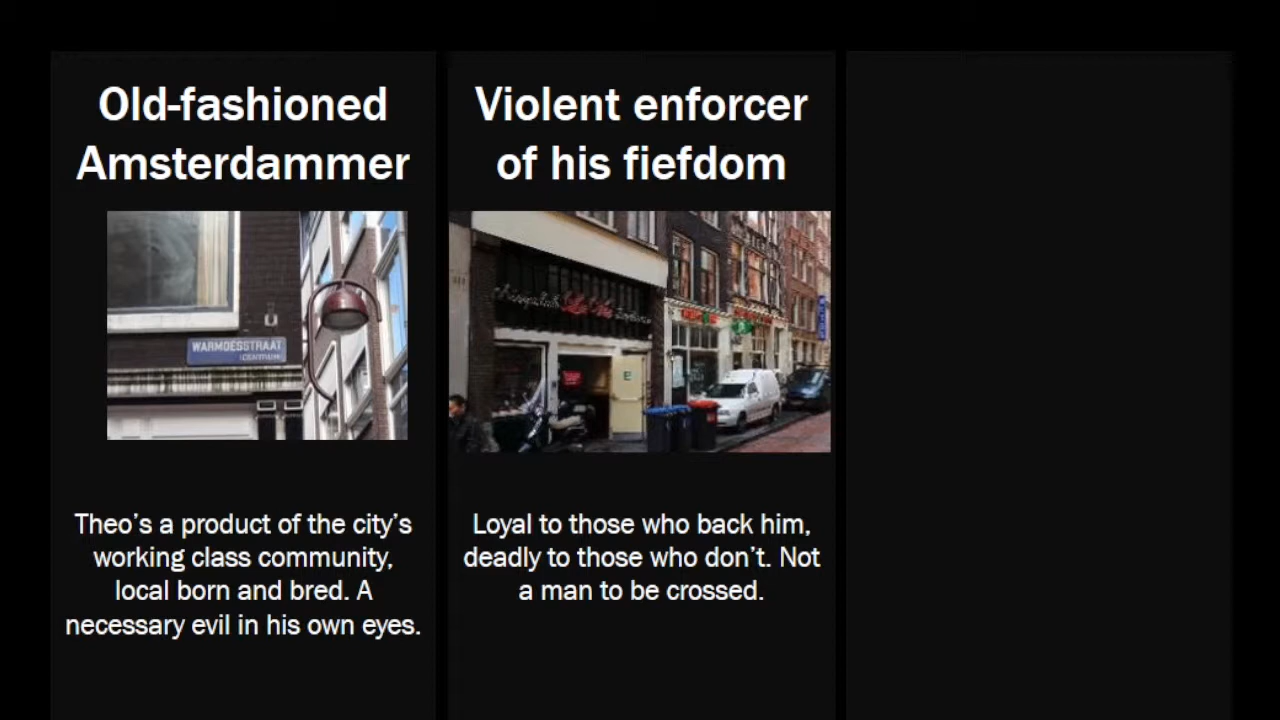 Old-fashioned
Amsterdammer
WARMOESSTRAAT
(CENTRUM)
Theo’s a product of the city’s
working class community,
local born and bred. A
necessary evil in his own eyes.
Violent enforcer
of his fiefdom
Loyal to those who back him,
deadly to those who don’t. Not
a man to be crossed.